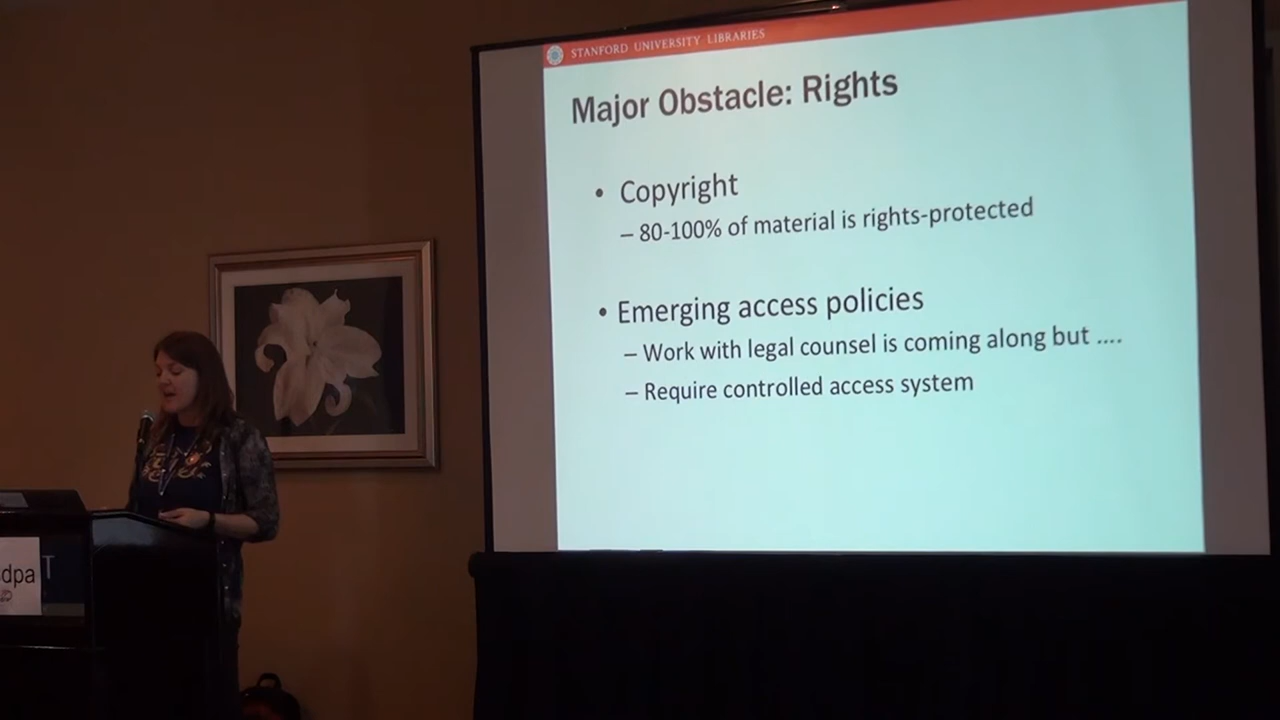 STANFORD UNIVERSITY LIBRARIES
Major Obstacle: Rights
• Copyright
– 80-100% of material is rights-protected
• Emerging access policies
– Work with legal counsel is coming along but ....
– Require controlled access system
dpa
T